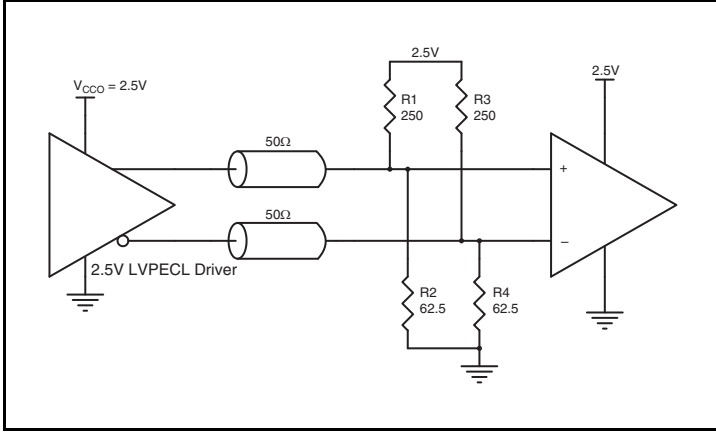 2.5V
V_CCO = 2.5V
2.5V
R1
250
R3
250
50Ω
+
50Ω
−
2.5V LVPECL Driver
R2
62.5
R4
62.5